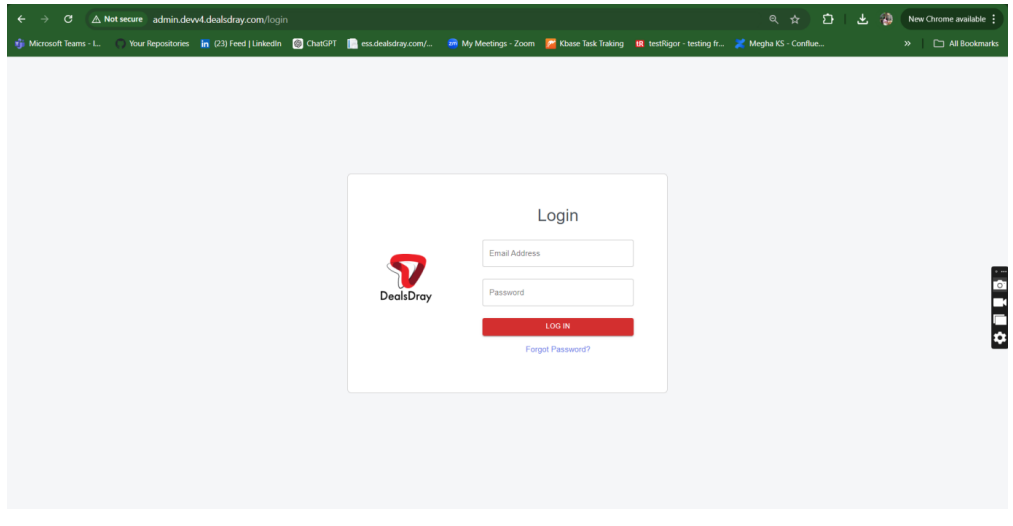 Not secure admin.devv4.dealsdray.com/login New Chrome available
Microsoft Teams - L... Your Repositories (23) Feed | LinkedIn ChatGPT ess.dealsdray.com/... zm My Meetings - Zoom Kbase Task Traking tR testRigor - testing fr... Megha KS - Conflue... » All Bookmarks
Login
Email Address
DealsDray
Password
LOG IN
Forgot Password?